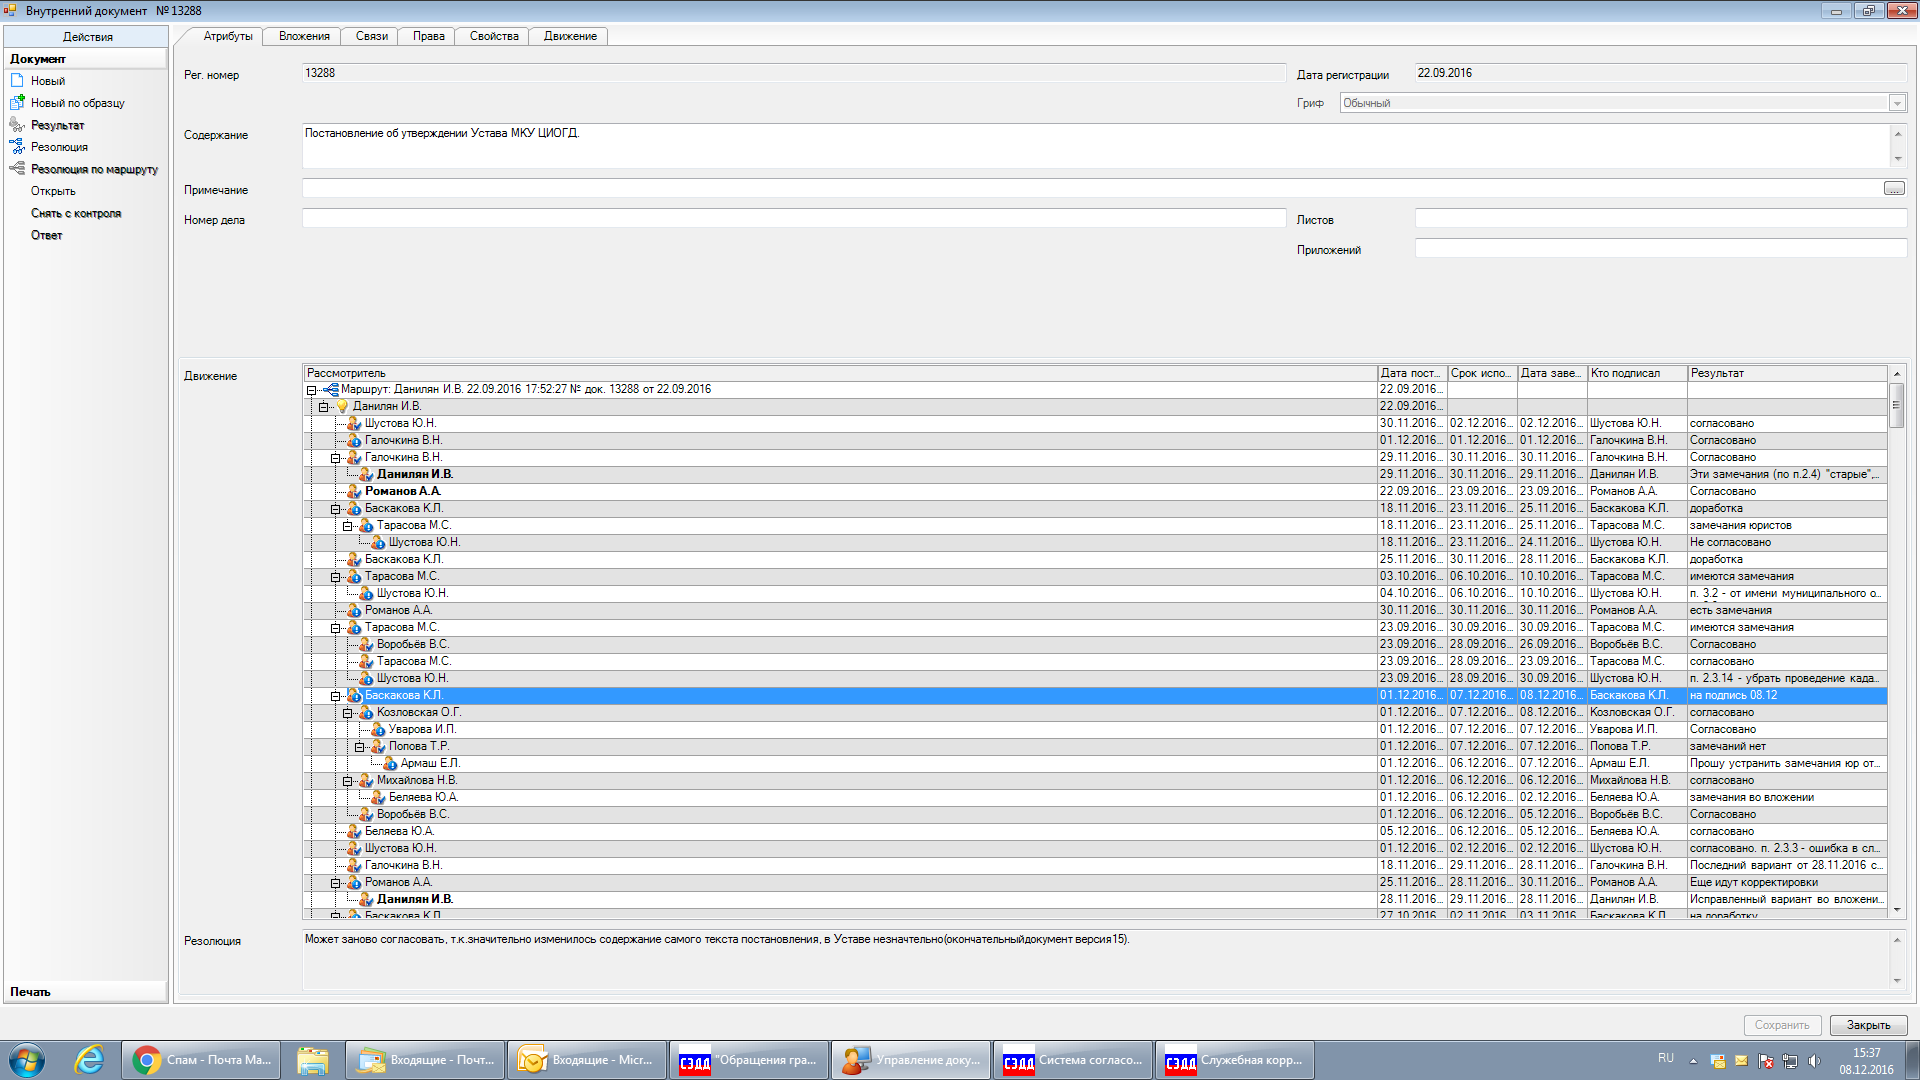 Внутренний документ № 13288
Действия
Документ
Новый
Новый по образцу
Результат
Резолюция
Резолюция по маршруту
Открыть
Снять с контроля
Ответ
Печать
Атрибуты Вложения Связи Права Свойства Движение
Рег. номер 13288 Дата регистрации 22.09.2016
Гриф Обычный
Содержание Постановление об утверждении Устава МКУ ЦИОГД.
Примечание ...
Номер дела Листов
Приложений
Движение
Рассмотритель Дата пост... Срок испо... Дата заве... Кто подписал Результат
Маршрут: Данилян И.В. 22.09.2016 17:52:27 № док. 13288 от 22.09.2016 22.09.2016...
Данилян И.В. 22.09.2016...
Шустова Ю.Н. 30.11.2016... 02.12.2016... 02.12.2016... Шустова Ю.Н. согласовано
Галочкина В.Н. 01.12.2016... 01.12.2016... 01.12.2016... Галочкина В.Н. Согласовано
Галочкина В.Н. 29.11.2016... 30.11.2016... 30.11.2016... Галочкина В.Н. Согласовано
Данилян И.В. 29.11.2016... 30.11.2016... 29.11.2016... Данилян И.В. Эти замечания (по п.2.4) "старые",...
Романов А.А. 22.09.2016... 23.09.2016... 23.09.2016... Романов А.А. Согласовано
Баскакова К.Л. 18.11.2016... 23.11.2016... 25.11.2016... Баскакова К.Л. доработка
Тарасова М.С. 18.11.2016... 23.11.2016... 25.11.2016... Тарасова М.С. замечания юристов
Шустова Ю.Н. 18.11.2016... 23.11.2016... 24.11.2016... Шустова Ю.Н. Не согласовано
Баскакова К.Л. 25.11.2016... 30.11.2016... 28.11.2016... Баскакова К.Л. доработка
Тарасова М.С. 03.10.2016... 06.10.2016... 10.10.2016... Тарасова М.С. имеются замечания
Шустова Ю.Н. 04.10.2016... 06.10.2016... 10.10.2016... Шустова Ю.Н. п. 3.2 - от имени муниципального о...
Романов А.А. 30.11.2016... 30.11.2016... 30.11.2016... Романов А.А. есть замечания
Тарасова М.С. 23.09.2016... 30.09.2016... 30.09.2016... Тарасова М.С. имеются замечания
Воробьёв В.С. 23.09.2016... 28.09.2016... 26.09.2016... Воробьёв В.С. Согласовано
Тарасова М.С. 23.09.2016... 28.09.2016... 23.09.2016... Тарасова М.С. согласовано
Шустова Ю.Н. 23.09.2016... 28.09.2016... 30.09.2016... Шустова Ю.Н. п. 2.3.14 - убрать проведение када...
Баскакова К.Л. 01.12.2016... 07.12.2016... 08.12.2016... Баскакова К.Л. на подпись 08.12
Козловская О.Г. 01.12.2016... 07.12.2016... 08.12.2016... Козловская О.Г. согласовано
Уварова И.П. 01.12.2016... 07.12.2016... 07.12.2016... Уварова И.П. Согласовано
Попова Т.Р. 01.12.2016... 07.12.2016... 07.12.2016... Попова Т.Р. замечаний нет
Армаш Е.Л. 01.12.2016... 06.12.2016... 07.12.2016... Армаш Е.Л. Прошу устранить замечания юр от...
Михайлова Н.В. 01.12.2016... 06.12.2016... 06.12.2016... Михайлова Н.В. согласовано
Беляева Ю.А. 01.12.2016... 06.12.2016... 02.12.2016... Беляева Ю.А. замечания во вложении
Воробьёв В.С. 01.12.2016... 06.12.2016... 05.12.2016... Воробьёв В.С. Согласовано
Беляева Ю.А. 05.12.2016... 06.12.2016... 05.12.2016... Беляева Ю.А. согласовано
Шустова Ю.Н. 01.12.2016... 02.12.2016... 02.12.2016... Шустова Ю.Н. согласовано. п. 2.3.3 - ошибка в сл...
Галочкина В.Н. 18.11.2016... 29.11.2016... 28.11.2016... Галочкина В.Н. Последний вариант от 28.11.2016 с...
Романов А.А. 25.11.2016... 28.11.2016... 30.11.2016... Романов А.А. Еще идут корректировки
Данилян И.В. 28.11.2016... 29.11.2016... 28.11.2016... Данилян И.В. Исправленный вариант во вложени...
Баскакова К.Л. 27.10.2016... 02.11.2016... 03.11.2016... Баскакова К.Л. на доработку
Резолюция Может заново согласовать, т.к.значительно изменилось содержание самого текста постановления, в Уставе незначтельно(окончательныйдокумент версия15).
Сохранить Закрыть
Спам - Почта Ма... Входящие - Почт... Входящие - Micr... СЭДД "Обращения гра... Управление доку... СЭДД Система согласо... СЭДД Служебная корр... RU 15:37
08.12.2016